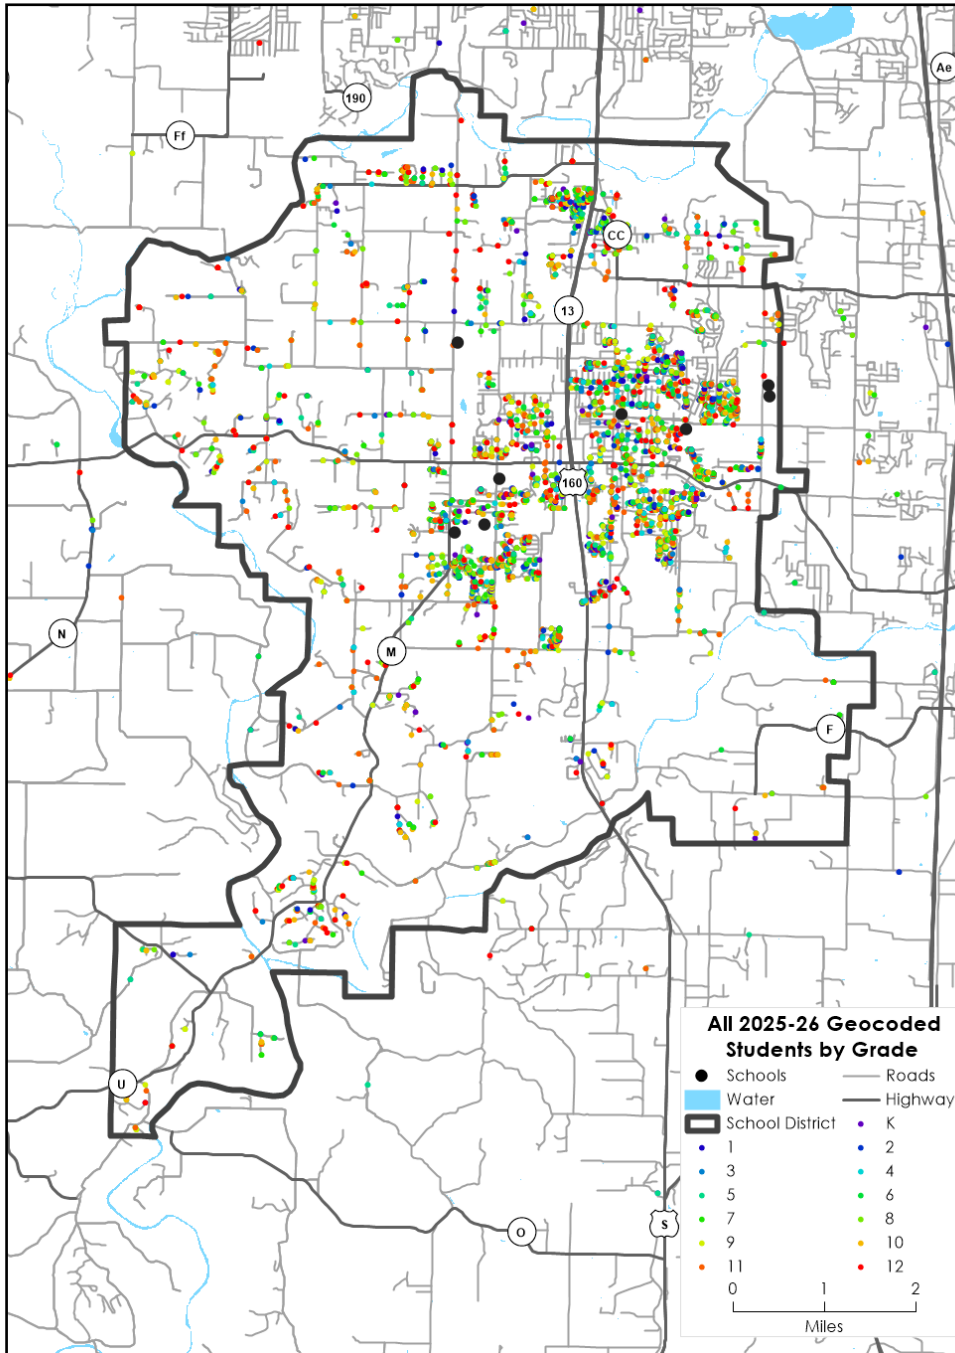 Ae
190
Ff
CC
13
160
N
M
F
U
O
S
All 2025-26 Geocoded
Students by Grade
Schools Roads
Water Highway
School District K
1 2
3 4
5 6
7 8
9 10
11 12
0 1 2
Miles